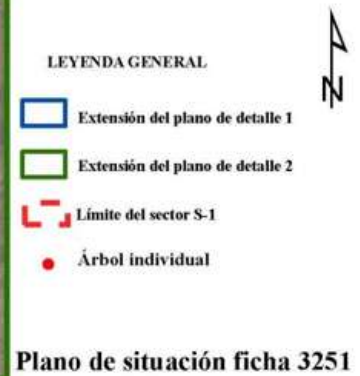 N
LEYENDA GENERAL
Extensión del plano de detalle 1
Extensión del plano de detalle 2
Límite del sector S-1
Árbol individual
Plano de situación ficha 3251